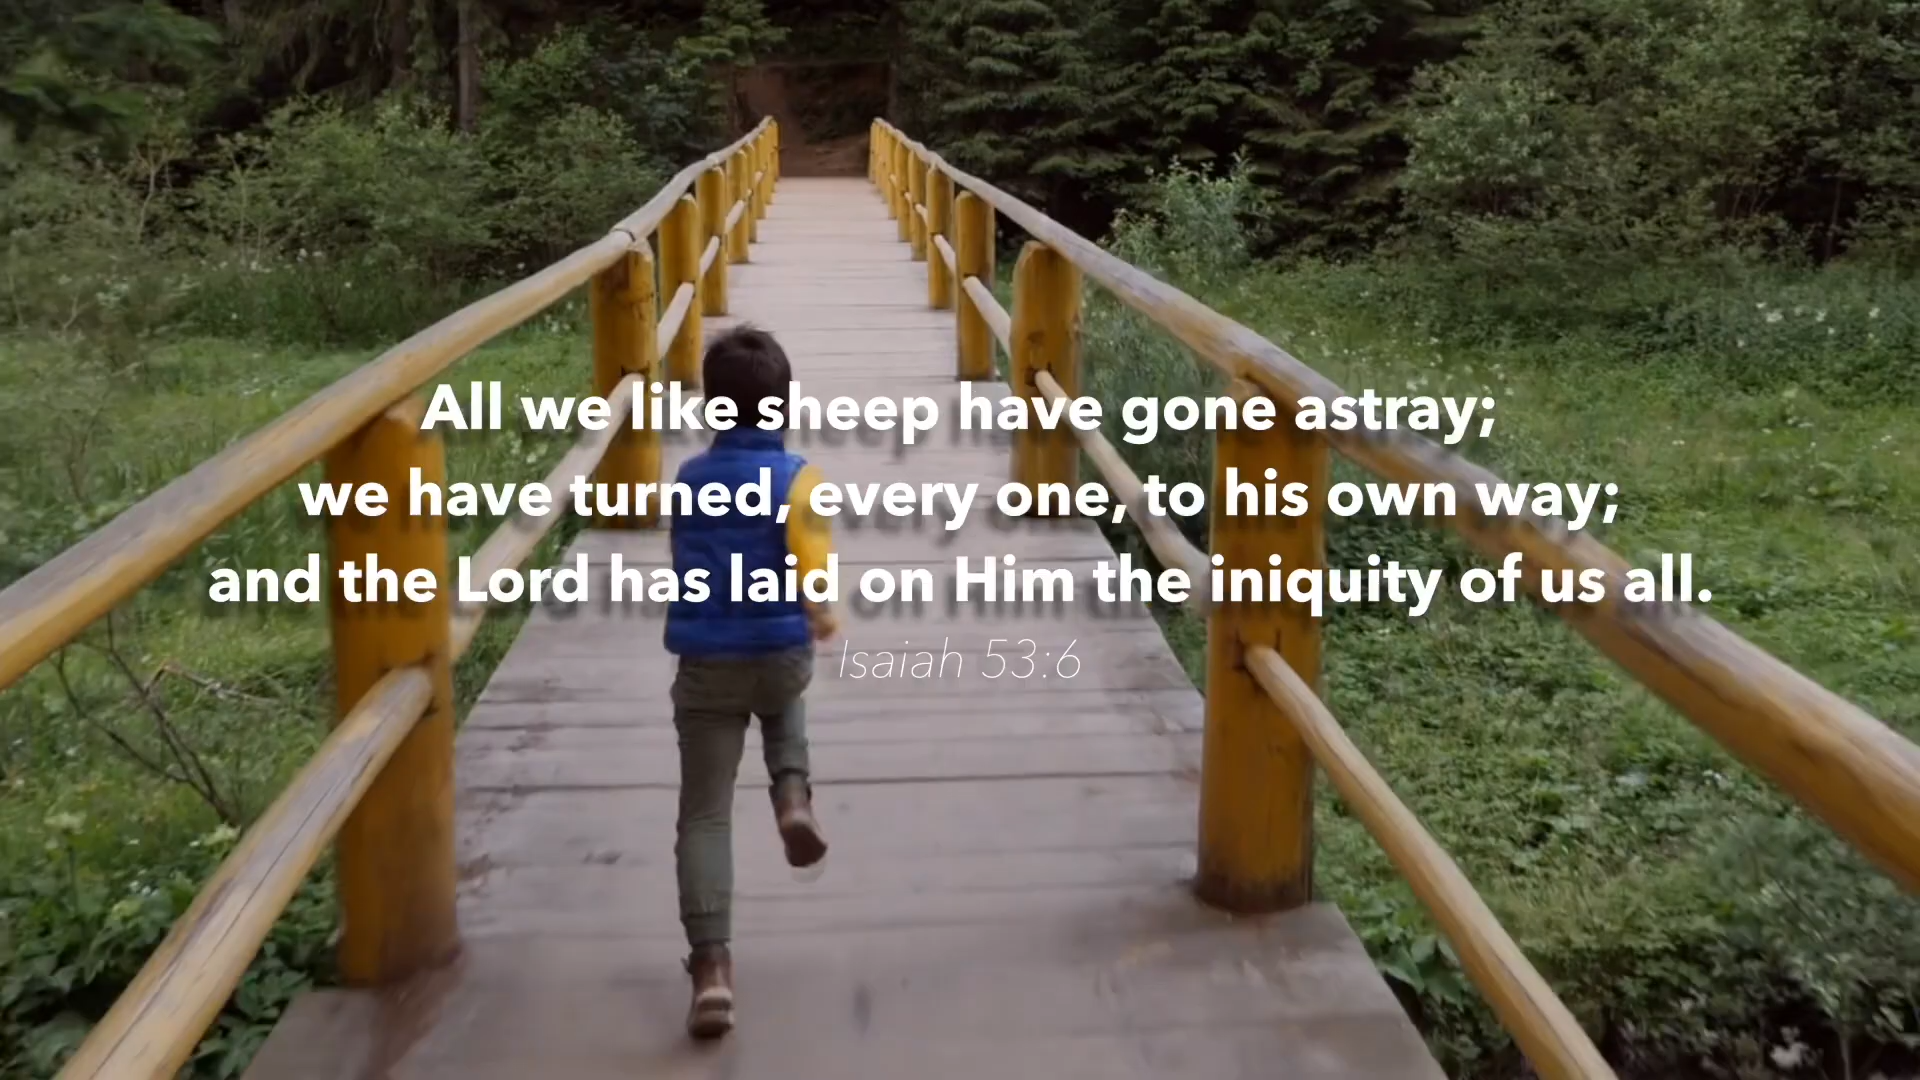 All we like sheep have gone astray;
we have turned, every one, to his own way;
and the Lord has laid on Him the iniquity of us all.
Isaiah 53:6